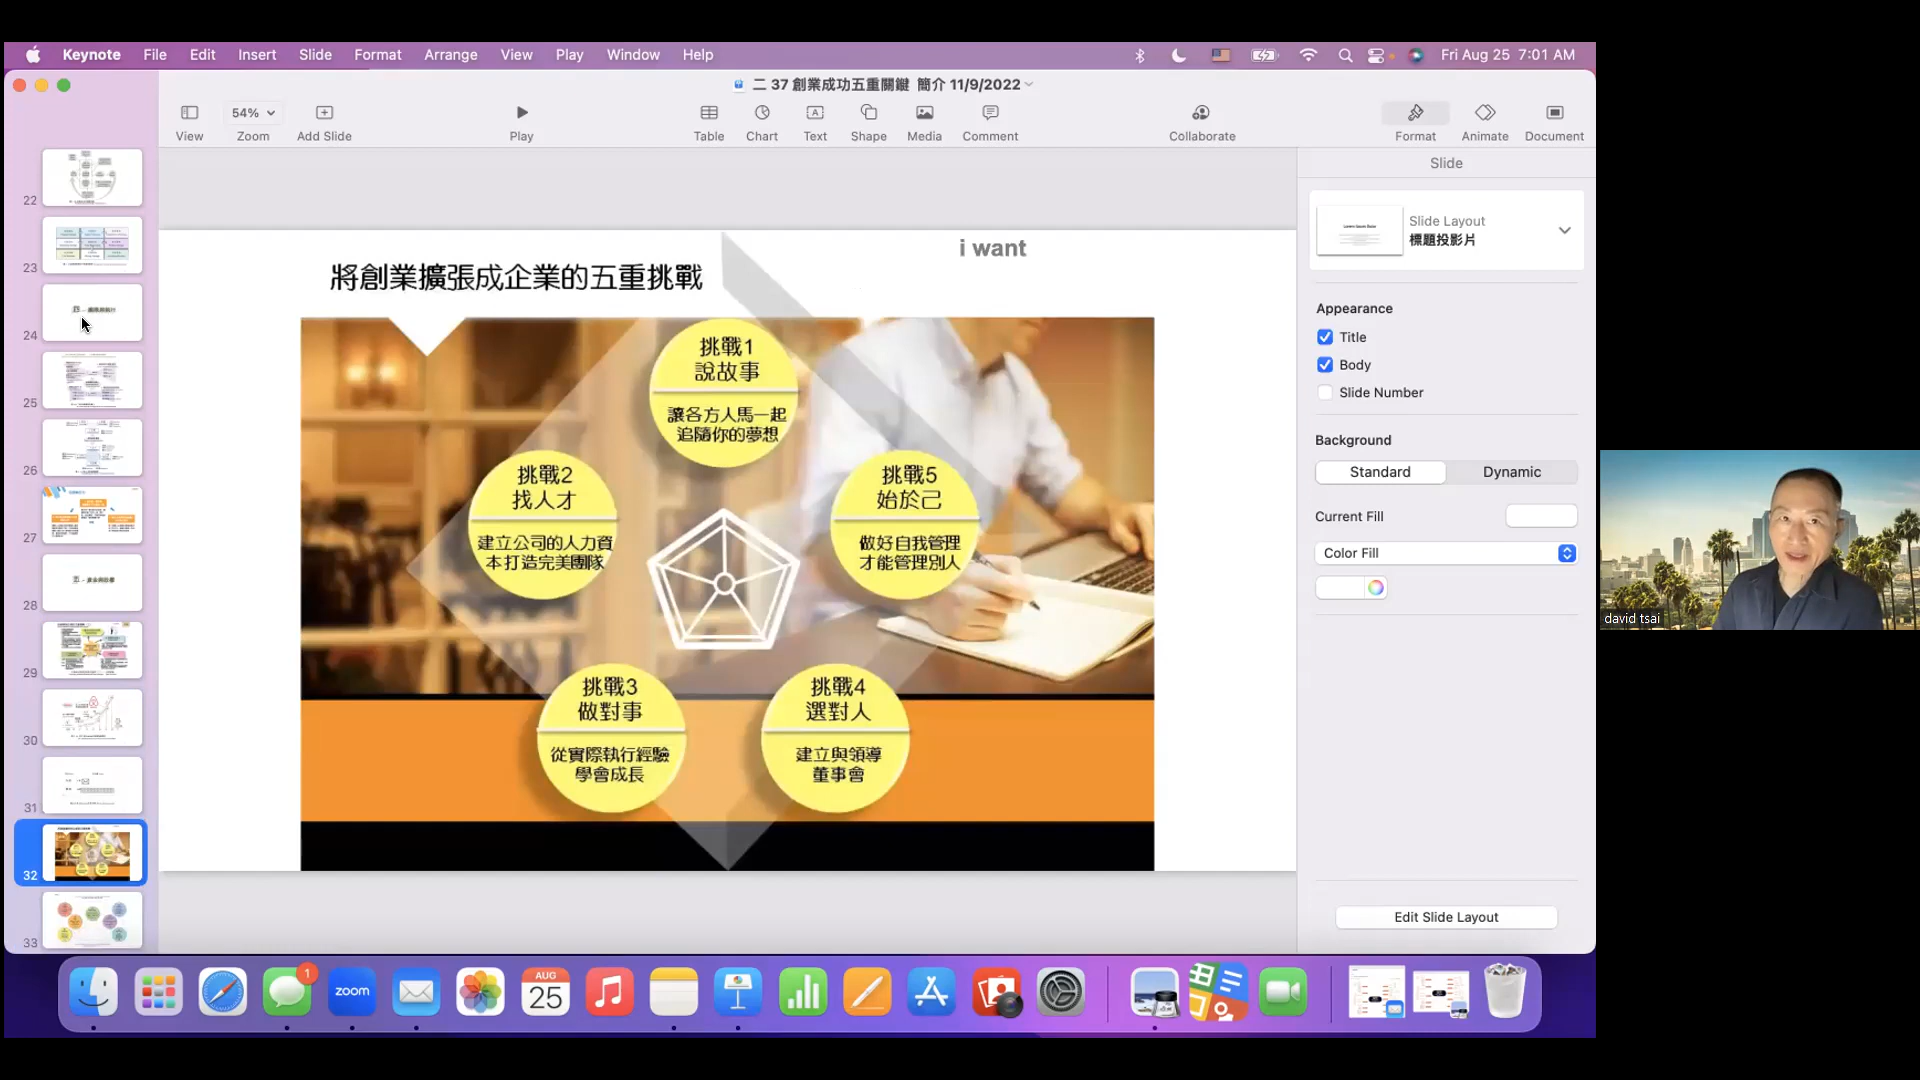 Keynote File Edit Insert Slide Format Arrange View Play Window Help
Fri Aug 25 7:01 AM
二 37 創業成功五重關鍵 簡介 11/9/2022
54%
View Zoom Add Slide Play Table Chart Text Shape Media Comment Collaborate Format Animate Document
22
23
24
25
26
27
28
29
30
31
32
33
i want
將創業擴張成企業的五重挑戰
挑戰1
說故事
讓各方人馬一起
追隨你的夢想
挑戰2
找人才
建立公司的人力資
本打造完美團隊
挑戰5
始於己
做好自我管理
才能管理別人
挑戰3
做對事
從實際執行經驗
學會成長
挑戰4
選對人
建立與領導
董事會
Slide
Slide Layout
標題投影片
Appearance
Title
Body
Slide Number
Background
Standard Dynamic
Current Fill
Color Fill
Edit Slide Layout
david tsai
1
zoom
AUG
25